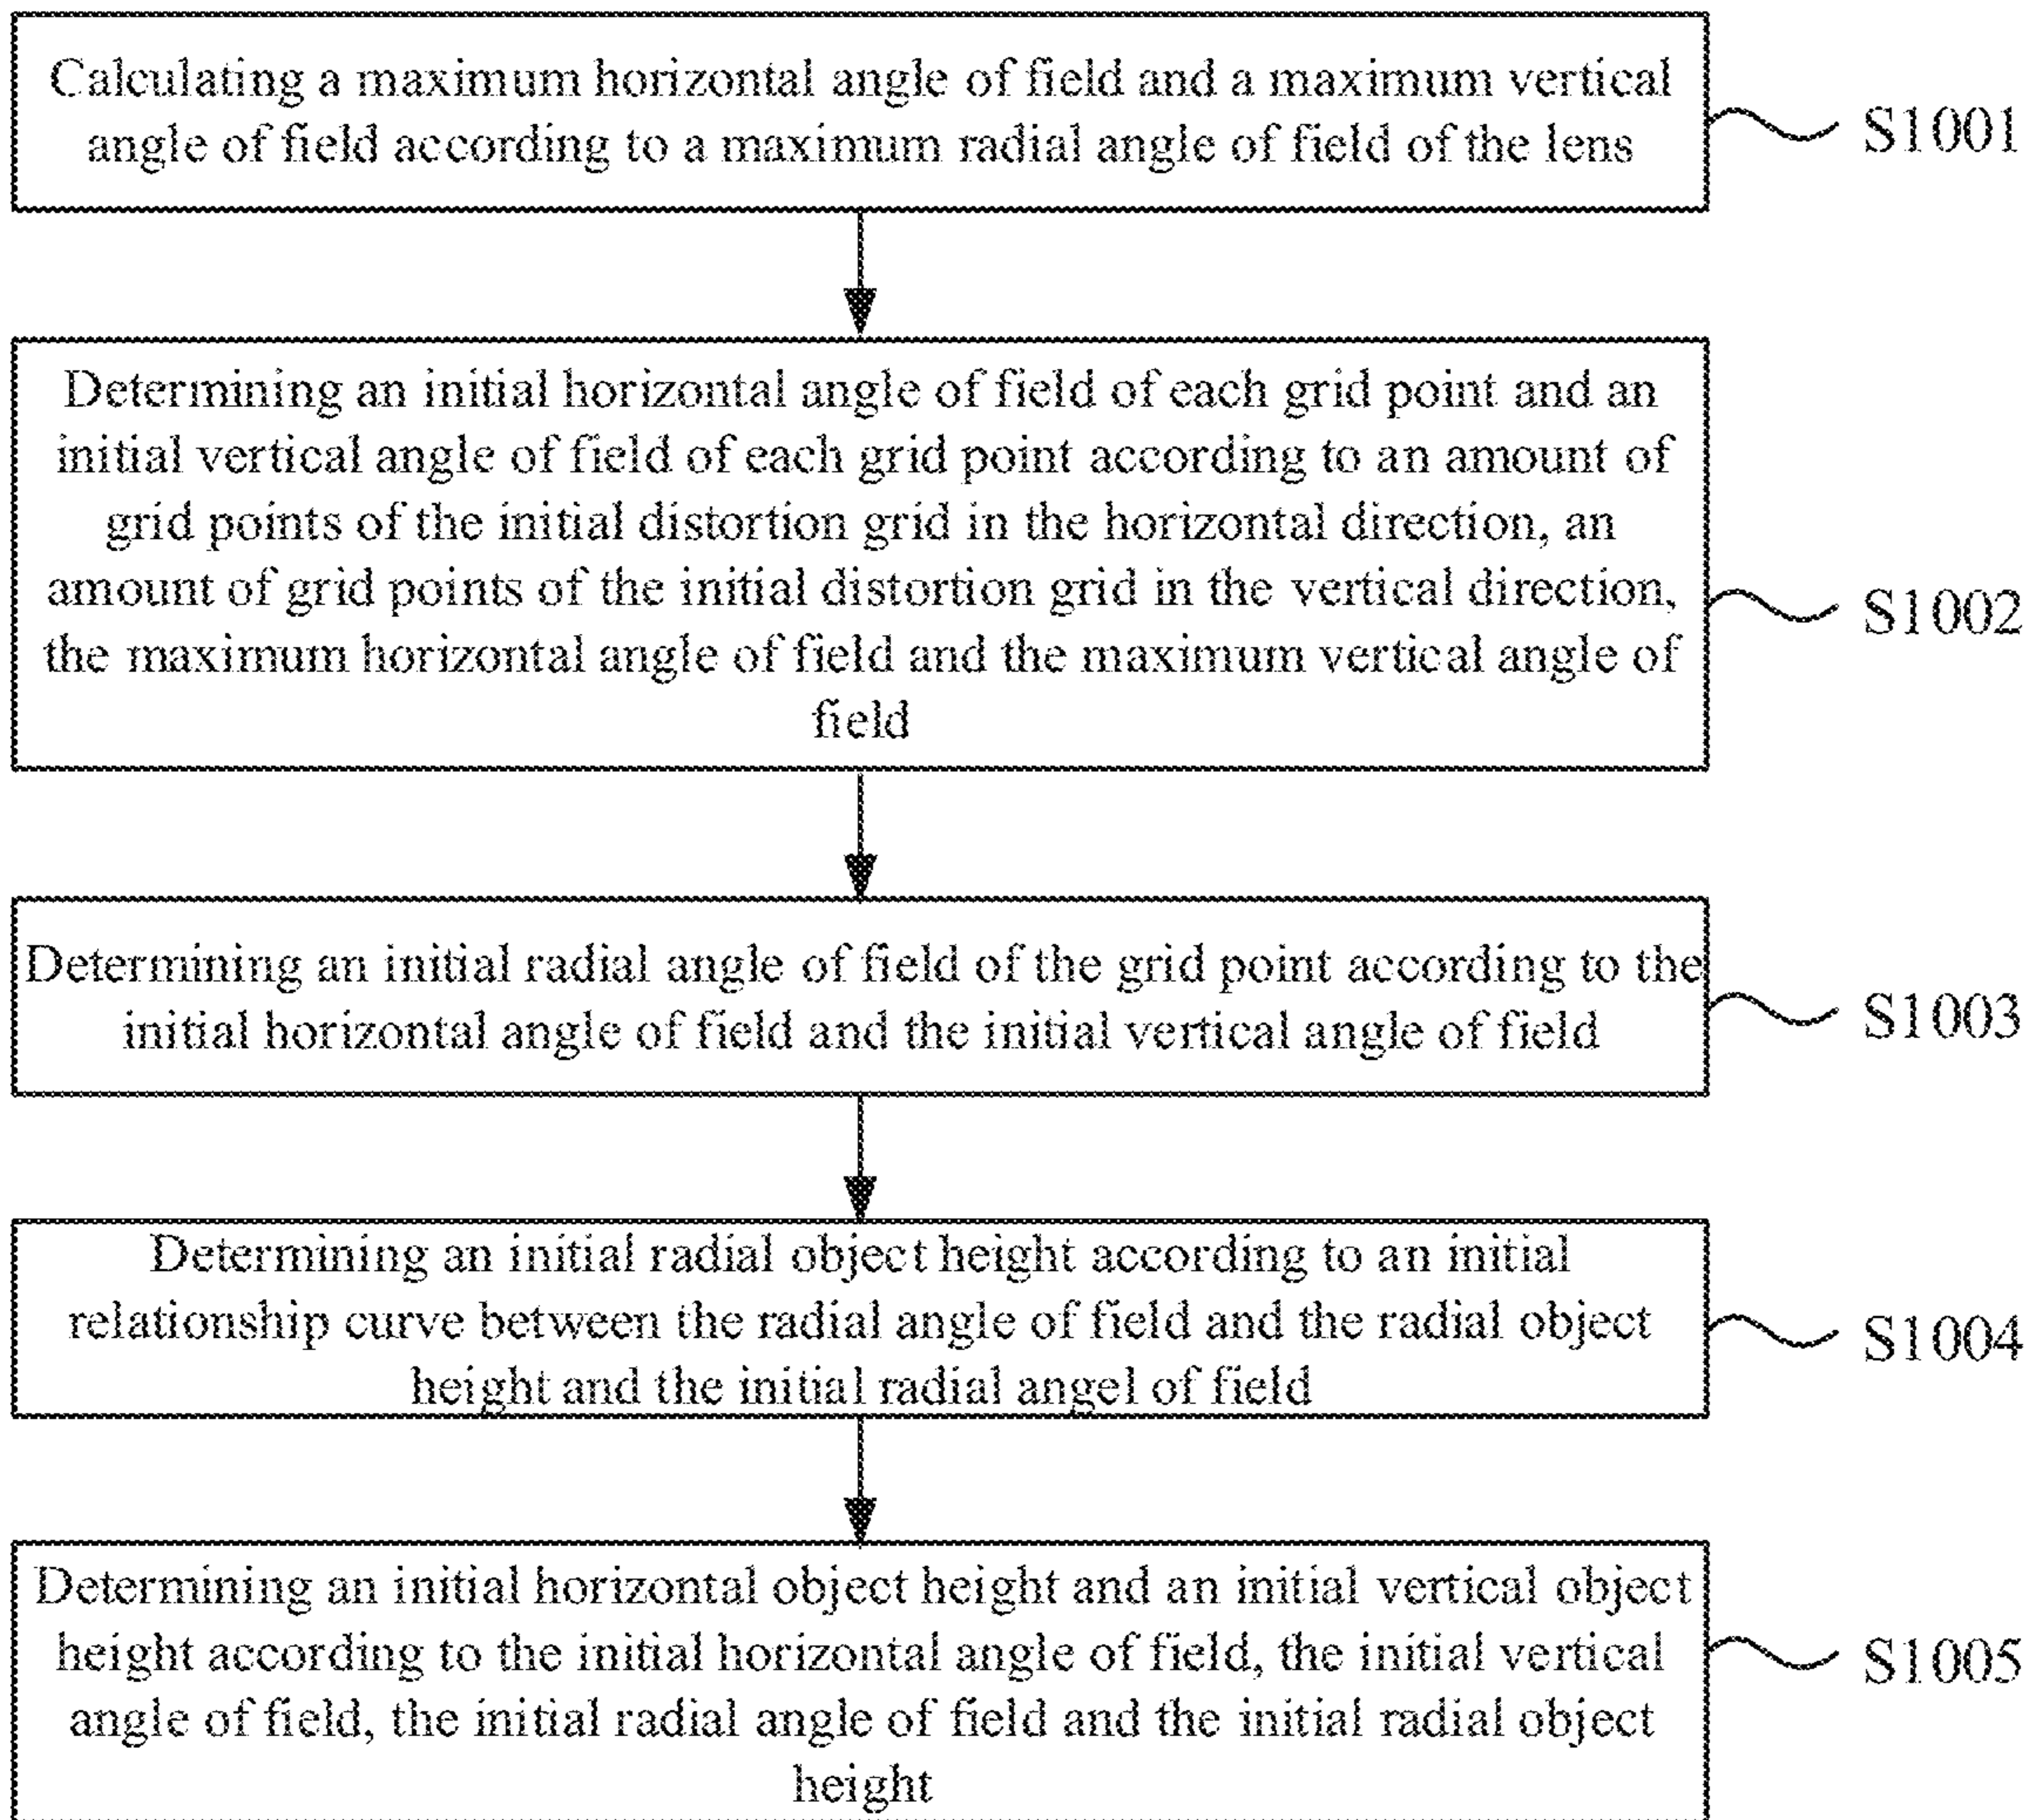 Calculating a maximum horizontal angle of field and a maximum vertical
angle of field according to a maximum radial angle of field of the lens
S1001
Determining an initial horizontal angle of field of each grid point and an
initial vertical angle of field of each grid point according to an amount of
grid points of the initial distortion grid in the horizontal direction, an
amount of grid points of the initial distortion grid in the vertical direction,
the maximum horizontal angle of field and the maximum vertical angle of
field
S1002
Determining an initial radial angle of field of the grid point according to the
initial horizontal angle of field and the initial vertical angle of field
S1003
Determining an initial radial object height according to an initial
relationship curve between the radial angle of field and the radial object
height and the initial radial angel of field
S1004
Determining an initial horizontal object height and an initial vertical object
height according to the initial horizontal angle of field, the initial vertical
angle of field, the initial radial angle of field and the initial radial object
height
S1005